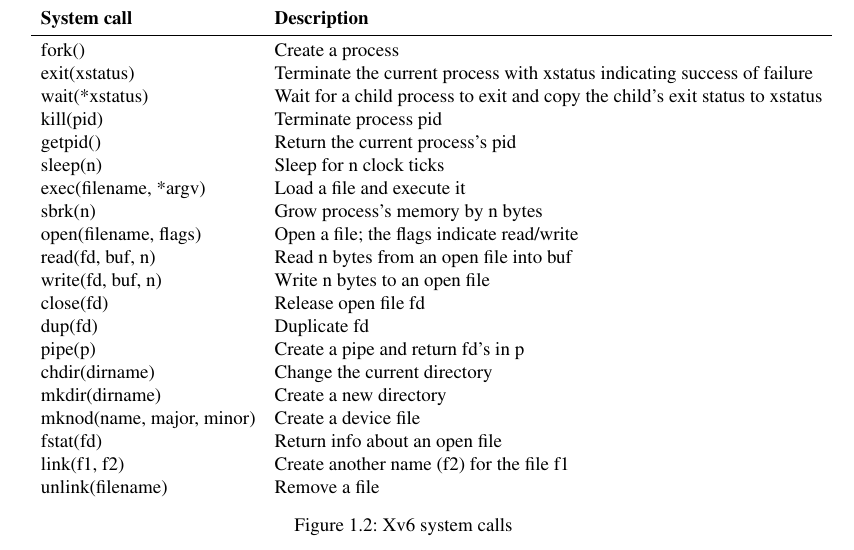 System call Description
fork() Create a process
exit(xstatus) Terminate the current process with xstatus indicating success of failure
wait(*xstatus) Wait for a child process to exit and copy the child’s exit status to xstatus
kill(pid) Terminate process pid
getpid() Return the current process’s pid
sleep(n) Sleep for n clock ticks
exec(filename, *argv) Load a file and execute it
sbrk(n) Grow process’s memory by n bytes
open(filename, flags) Open a file; the flags indicate read/write
read(fd, buf, n) Read n bytes from an open file into buf
write(fd, buf, n) Write n bytes to an open file
close(fd) Release open file fd
dup(fd) Duplicate fd
pipe(p) Create a pipe and return fd’s in p
chdir(dirname) Change the current directory
mkdir(dirname) Create a new directory
mknod(name, major, minor) Create a device file
fstat(fd) Return info about an open file
link(f1, f2) Create another name (f2) for the file f1
unlink(filename) Remove a file
Figure 1.2: Xv6 system calls